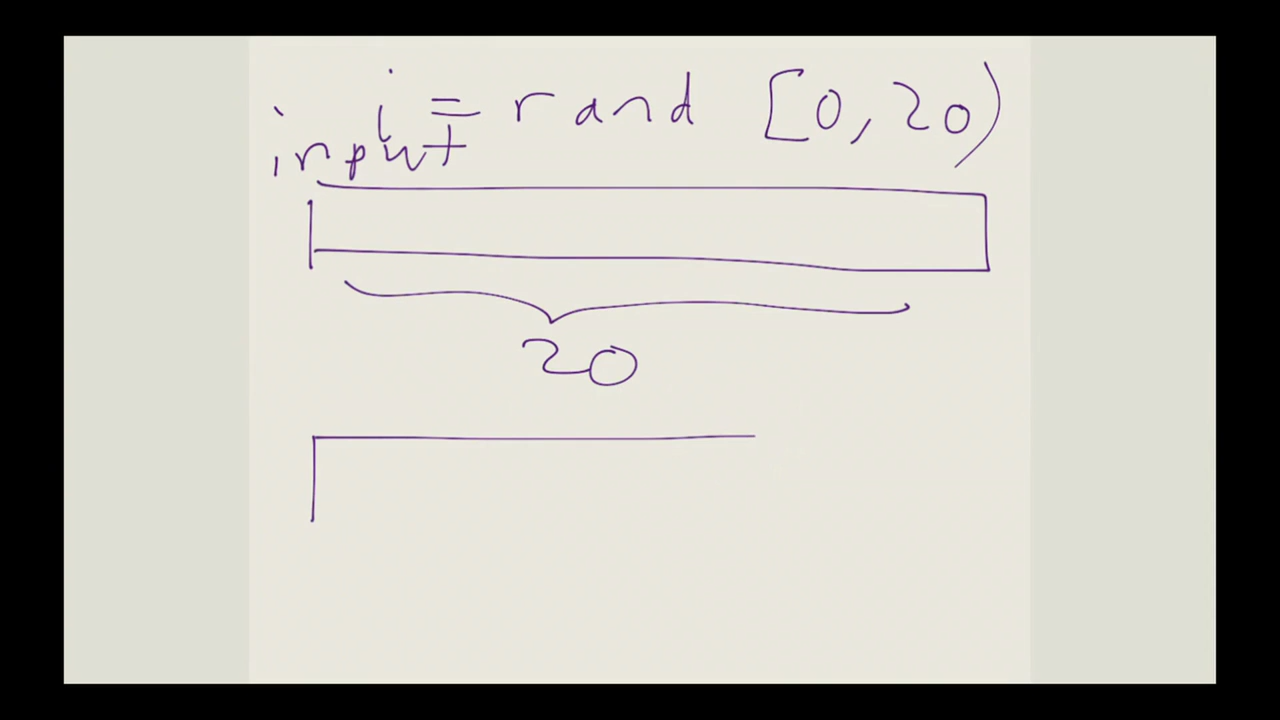 i = rand [0,20)
input
20